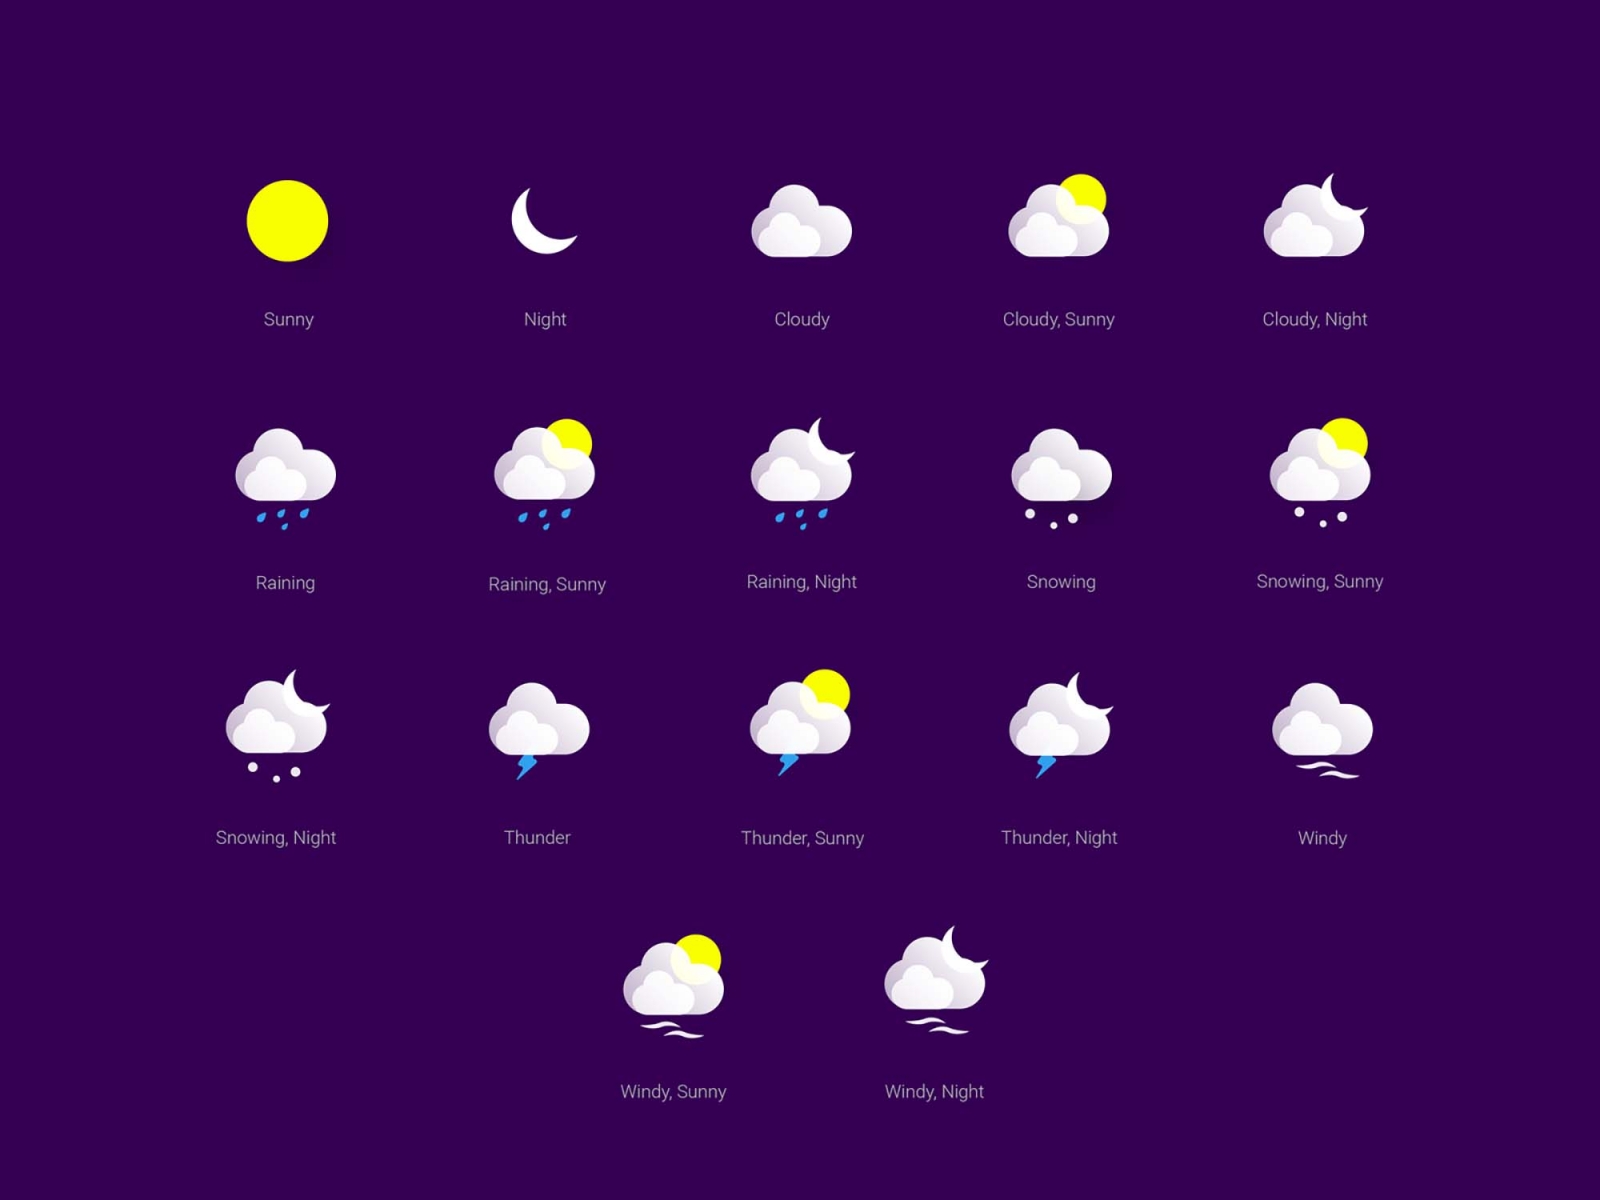 Sunny
Night
Cloudy
Cloudy, Sunny
Cloudy, Night
Raining
Raining, Sunny
Raining, Night
Snowing
Snowing, Sunny
Snowing, Night
Thunder
Thunder, Sunny
Thunder, Night
Windy
Windy, Sunny
Windy, Night